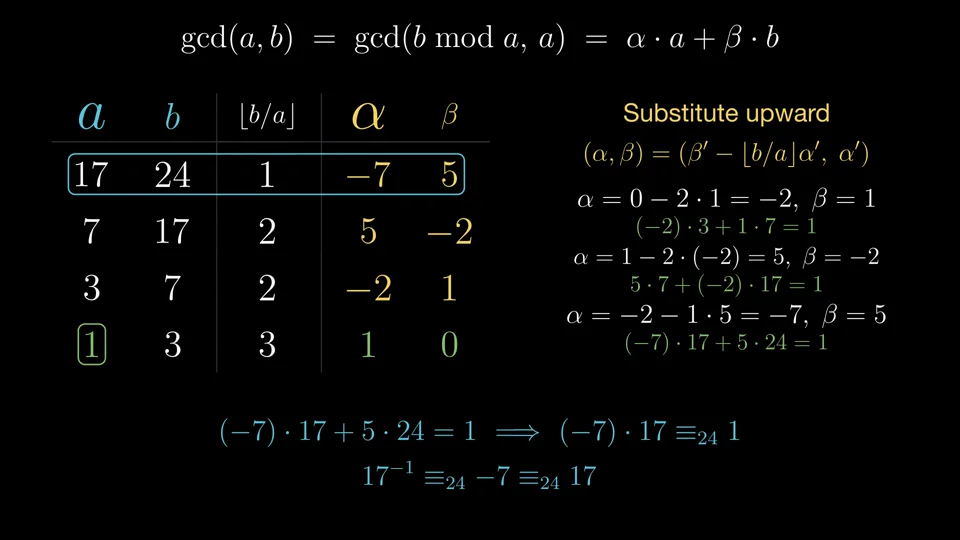 gcd(a, b) = gcd(b mod a, a) = α · a + β · b
a b ⌊b/a⌋ α β
17 24 1 −7 5
7 17 2 5 −2
3 7 2 −2 1
1 3 3 1 0
Substitute upward
(α, β) = (β′ − ⌊b/a⌋α′, α′)
α = 0 − 2 · 1 = −2, β = 1
(−2) · 3 + 1 · 7 = 1
α = 1 − 2 · (−2) = 5, β = −2
5 · 7 + (−2) · 17 = 1
α = −2 − 1 · 5 = −7, β = 5
(−7) · 17 + 5 · 24 = 1
(−7) · 17 + 5 · 24 = 1 ⟹ (−7) · 17 ≡₂₄ 1
17⁻¹ ≡₂₄ −7 ≡₂₄ 17